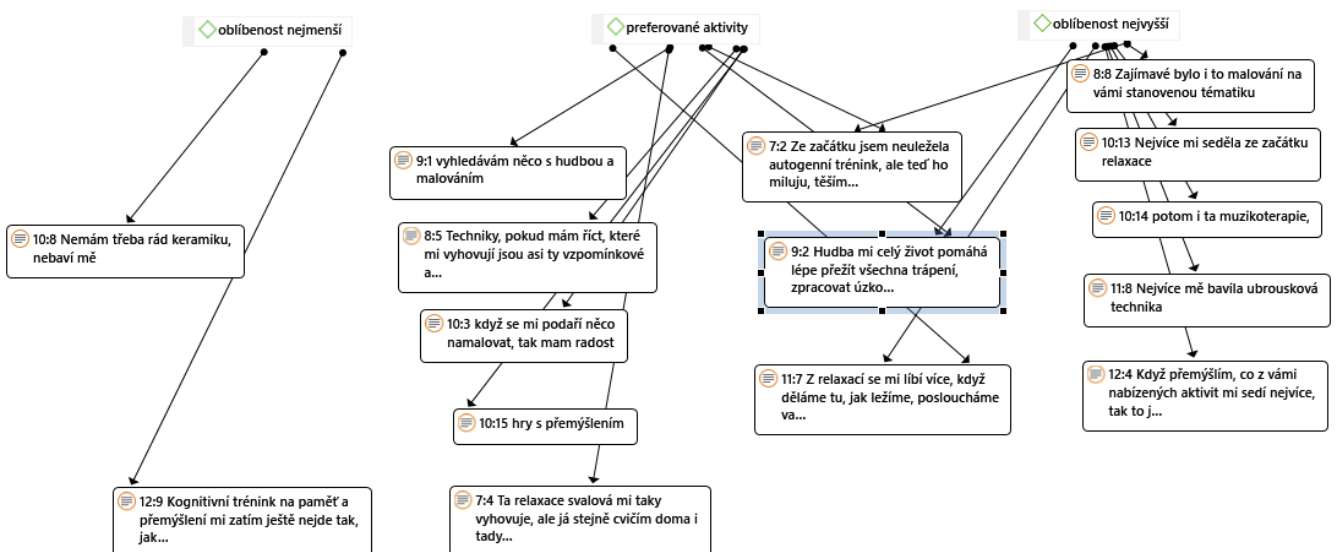 oblíbenost nejmenší
preferované aktivity
oblíbenost nejvyšší
8:8 Zajímavé bylo i to malování na
vámi stanovenou tématiku
10:13 Nejvíce mi seděla ze začátku
relaxace
7:2 Ze začátku jsem neuležela
autogenní trénink, ale teď ho
miluju, těším...
9:1 vyhledávám něco s hudbou a
malováním
10:14 potom i ta muzikoterapie,
10:8 Nemám třeba rád keramiku,
nebaví mě
8:5 Techniky, pokud mám říct, které
mi vyhovují jsou asi ty vzpomínkové
a...
9:2 Hudba mi celý život pomáhá
lépe přežít všechna trápení,
zpracovat úzko...
11:8 Nejvíce mě bavila ubrousková
technika
10:3 když se mi podaří něco
namalovat, tak mam radost
11:7 Z relaxací se mi líbí více, když
děláme tu, jak ležíme, posloucháme
va...
12:4 Když přemýšlím, co z vámi
nabízených aktivit mi sedí nejvíce,
tak to j...
10:15 hry s přemýšlením
12:9 Kognitivní trénink na paměť a
přemýšlení mi zatím ještě nejde tak,
jak...
7:4 Ta relaxace svalová mi taky
vyhovuje, ale já stejně cvičím doma i
tady...